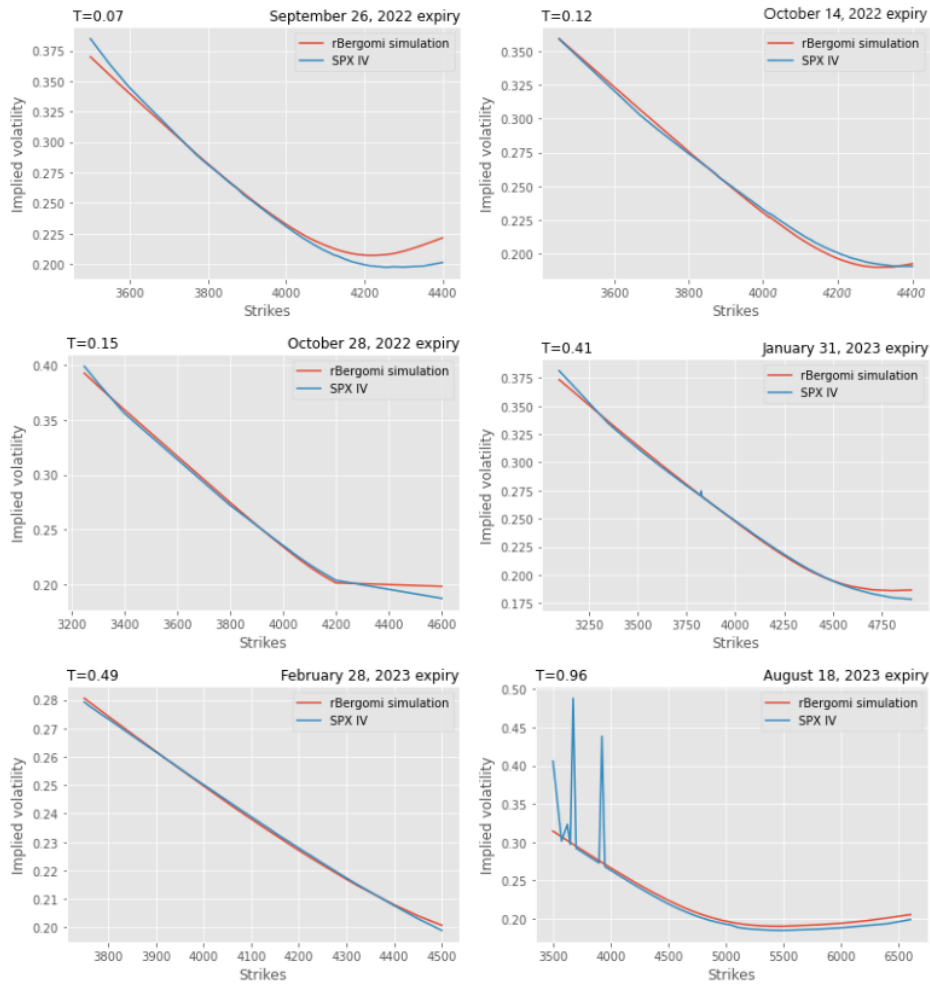 T=0.07 September 26, 2022 expiry
rBergomi simulation
SPX IV
0.375
0.350
0.325
0.300
0.275
0.250
0.225
0.200
Implied volatility
3600 3800 4000 4200 4400
Strikes
T=0.12 October 14, 2022 expiry
rBergomi simulation
SPX IV
0.350
0.325
0.300
0.275
0.250
0.225
0.200
Implied volatility
3600 3800 4000 4200 4400
Strikes
T=0.15 October 28, 2022 expiry
rBergomi simulation
SPX IV
0.40
0.35
0.30
0.25
0.20
Implied volatility
3200 3400 3600 3800 4000 4200 4400 4600
Strikes
T=0.41 January 31, 2023 expiry
rBergomi simulation
SPX IV
0.375
0.350
0.325
0.300
0.275
0.250
0.225
0.200
0.175
Implied volatility
3250 3500 3750 4000 4250 4500 4750
Strikes
T=0.49 February 28, 2023 expiry
rBergomi simulation
SPX IV
0.28
0.27
0.26
0.25
0.24
0.23
0.22
0.21
0.20
Implied volatility
3800 3900 4000 4100 4200 4300 4400 4500
Strikes
T=0.96 August 18, 2023 expiry
rBergomi simulation
SPX IV
0.50
0.45
0.40
0.35
0.30
0.25
0.20
Implied volatility
3500 4000 4500 5000 5500 6000 6500
Strikes